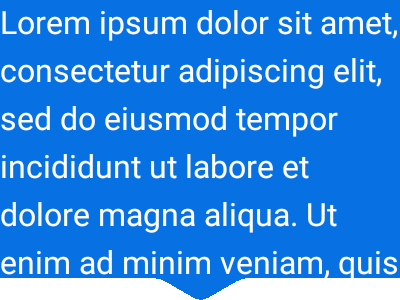 Lorem ipsum dolor sit amet,
consectetur adipiscing elit,
sed do eiusmod tempor
incididunt ut labore et
dolore magna aliqua. Ut
enim ad minim veniam, quis